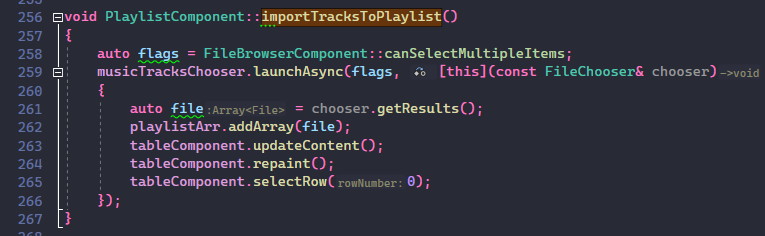 256 void PlaylistComponent::importTracksToPlaylist()
257 {
258 auto flags = FileBrowserComponent::canSelectMultipleItems;
259 musicTracksChooser.launchAsync(flags, [this](const FileChooser& chooser)->void
260 {
261 auto file:Array<File> = chooser.getResults();
262 playlistArr.addArray(file);
263 tableComponent.updateContent();
264 tableComponent.repaint();
265 tableComponent.selectRow(rowNumber:0);
266 });
267 }